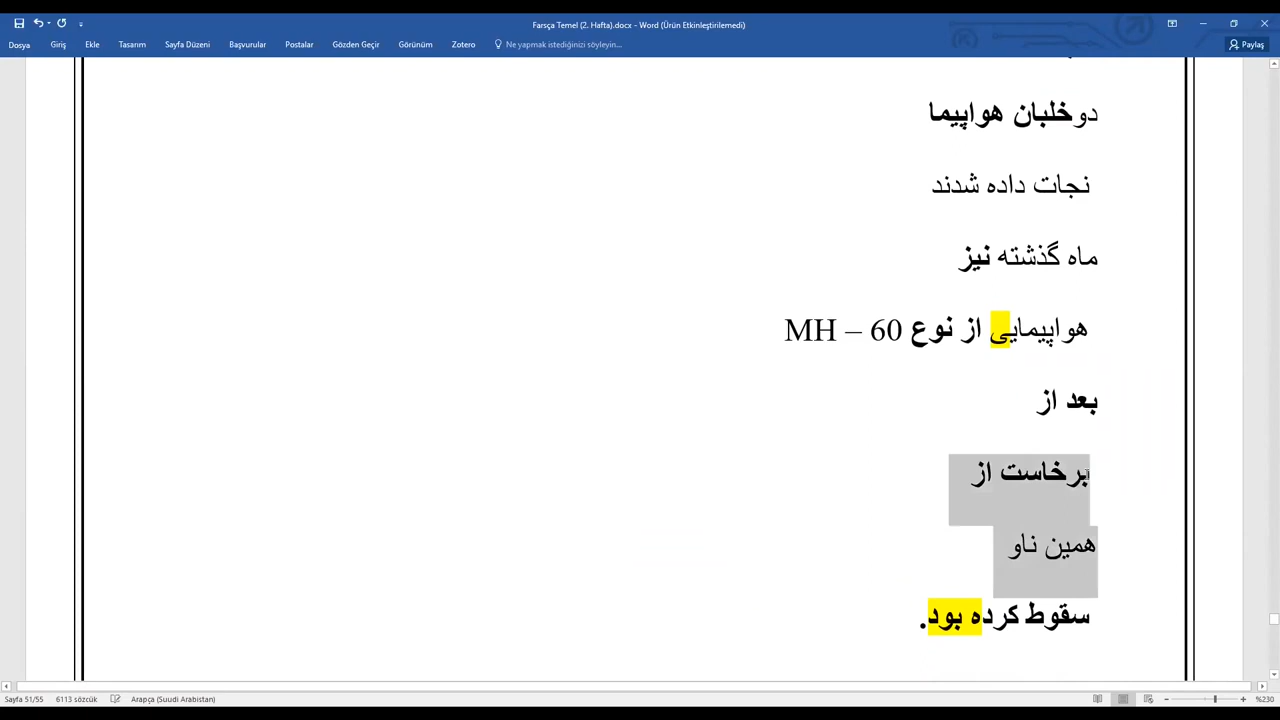 Farsça Temel (2. Hafta).docx - Word (Ürün Etkinleştirilemedi)
Dosya Giriş Ekle Tasarım Sayfa Düzeni Başvurular Postalar Gözden Geçir Görünüm Zotero Ne yapmak istediğinizi söyleyin... Paylaş
دوخلبان هواپیما
نجات داده شدند
ماه گذشته نیز
هواپیمایی از نوع MH – 60
بعد از
برخاست از
همین ناو
سقوط کرده بود.
Sayfa 51/55 6113 sözcük Arapça (Suudi Arabistan) %230